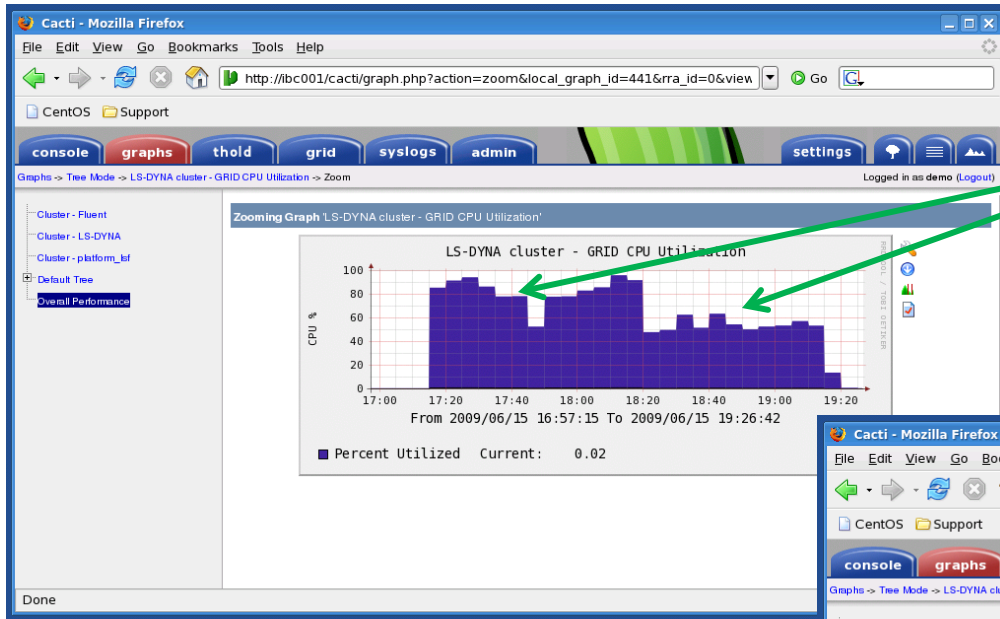 Cacti - Mozilla Firefox
File Edit View Go Bookmarks Tools Help
http://ibc001/cacti/graph.php?action=zoom&local_graph_id=441&rra_id=0&view Go G
CentOS Support
console graphs thold grid syslogs admin settings
Graphs -> Tree Mode -> LS-DYNA cluster - GRID CPU Utilization -> Zoom Logged in as demo (Logout)
Cluster - Fluent
Cluster - LS-DYNA
Cluster - platform_lsf
Default Tree
Overall Performance
Zooming Graph 'LS-DYNA cluster - GRID CPU Utilization'
LS-DYNA cluster - GRID CPU Utilization
/ TOBI OETIKER
CPU %
100
80
60
40
20
0
17:00 17:20 17:40 18:00 18:20 18:40 19:00 19:20
From 2009/06/15 16:57:15 To 2009/06/15 19:26:42
Percent Utilized Current: 0.02
Done
Cacti - Mozilla Firefox
File Edit View Go Boo
CentOS Support
console graphs
Graphs -> Tree Mode -> LS-DYNA clu